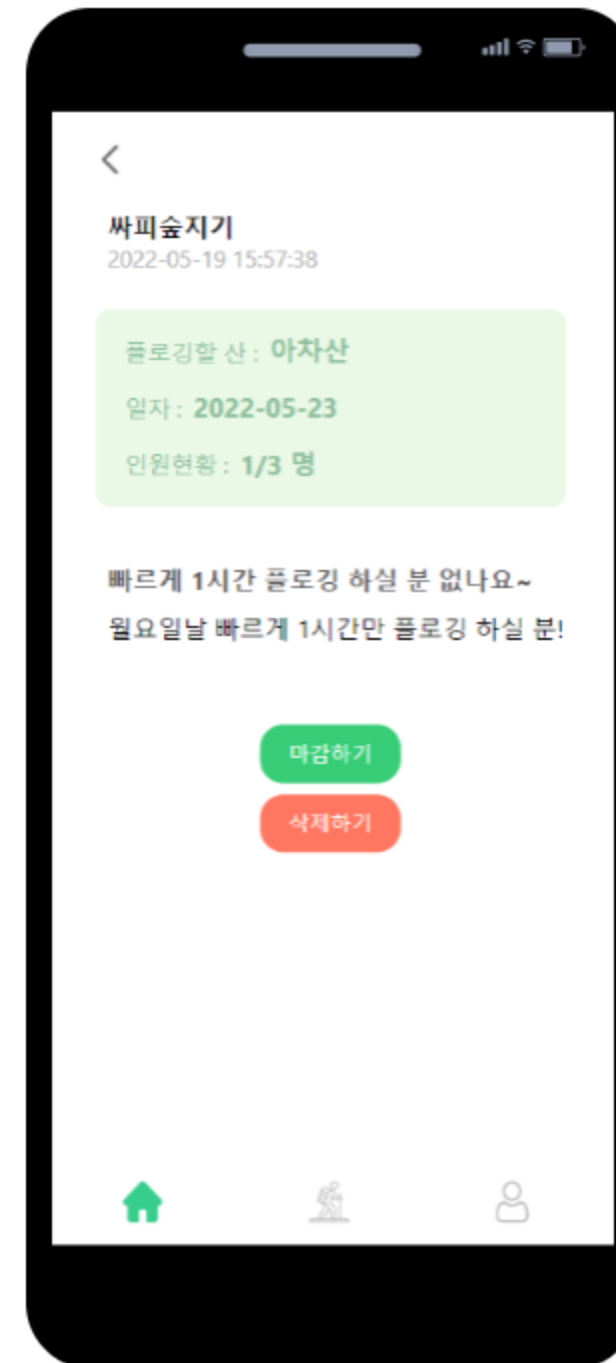 싸피숲지기
2022-05-19 15:57:38
플로깅할 산 : 아차산
일자 : 2022-05-23
인원현황 : 1/3 명
빠르게 1시간 플로깅 하실 분 없나요~
월요일날 빠르게 1시간만 플로깅 하실 분!
마감하기
삭제하기